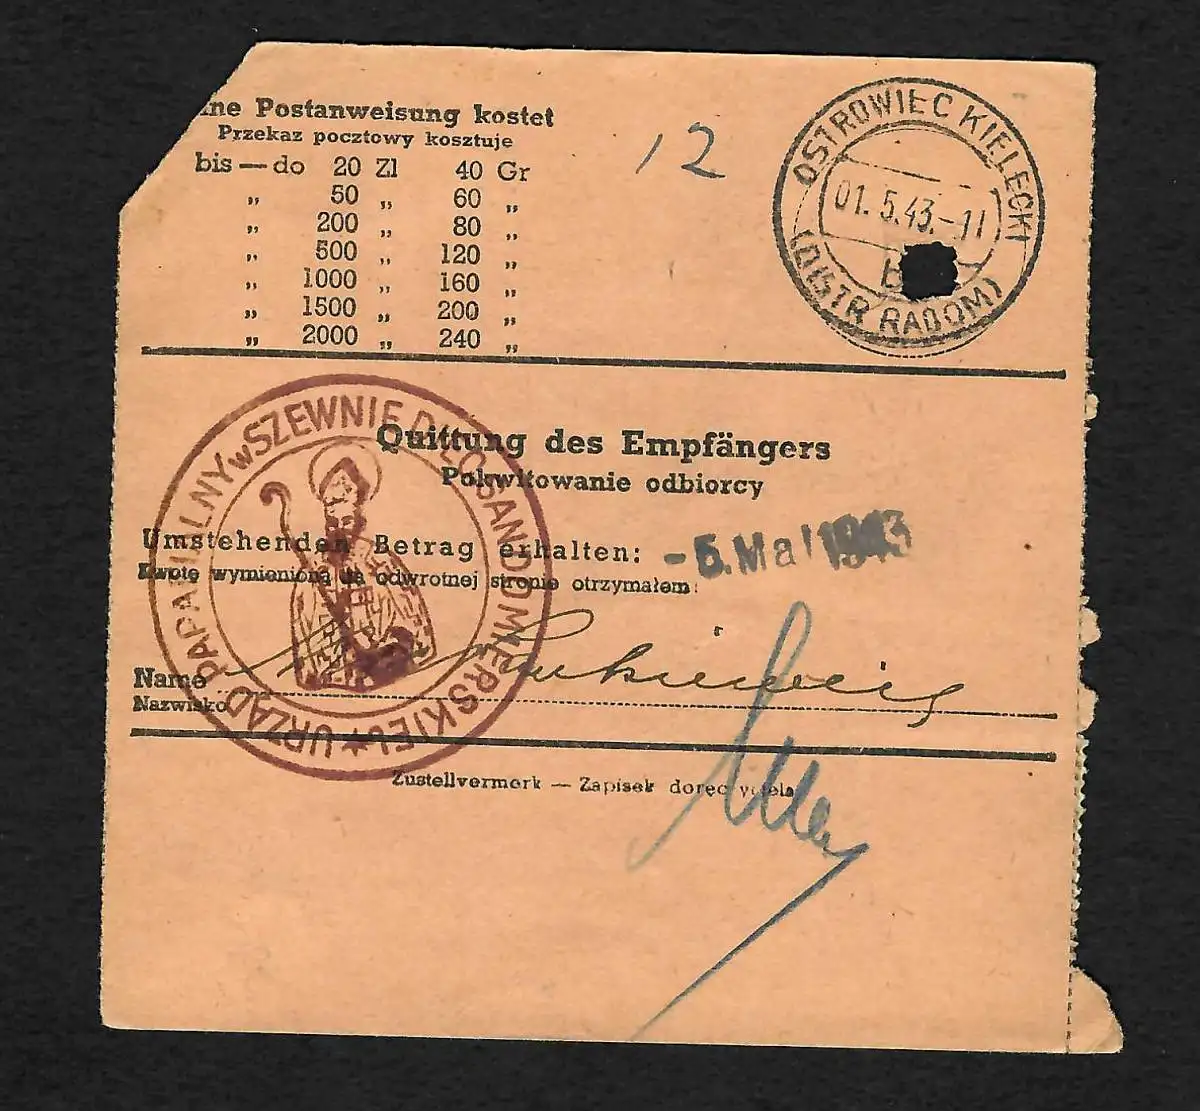 ine Postanweisung kostet
Przekaz pocztowy kosztuje
bis — do 20 Zl 40 Gr
„ 50 „ 60 „
„ 200 „ 80 „
„ 500 „ 120 „
„ 1000 „ 160 „
„ 1500 „ 200 „
„ 2000 „ 240 „
12
OSTROWIEC KIELECKI
01.5.43.-11
b
(DISTR RADOM)
Quittung des Empfängers
Pokwitowanie odbiorcy
URZĄD PARAFIALNY w SZEWNIE DIEC. SANDOMIERSKIEJ
Umstehenden Betrag erhalten: -5. Mai 1943
Kwotę wymienioną na odwrotnej stronie otrzymałem:
Name
Nazwisko
Zustellvermerk — Zapisek doręczyciela